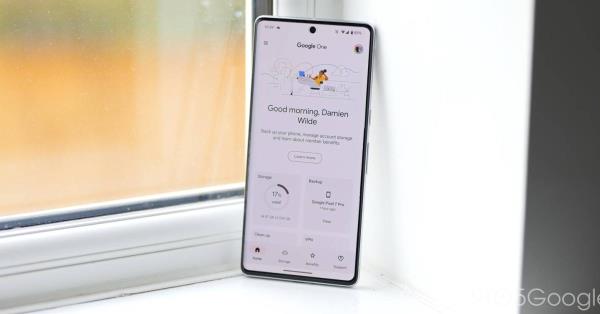 Google One
Good morning, Damien
Wilde
Back up your phone, manage account storage
and learn about member benefits
Learn more
Storage
Backup
17%
used
Google Pixel 7 Pro
View
Clean up
VPN
Home
Storage
Benefits
Support
5Google